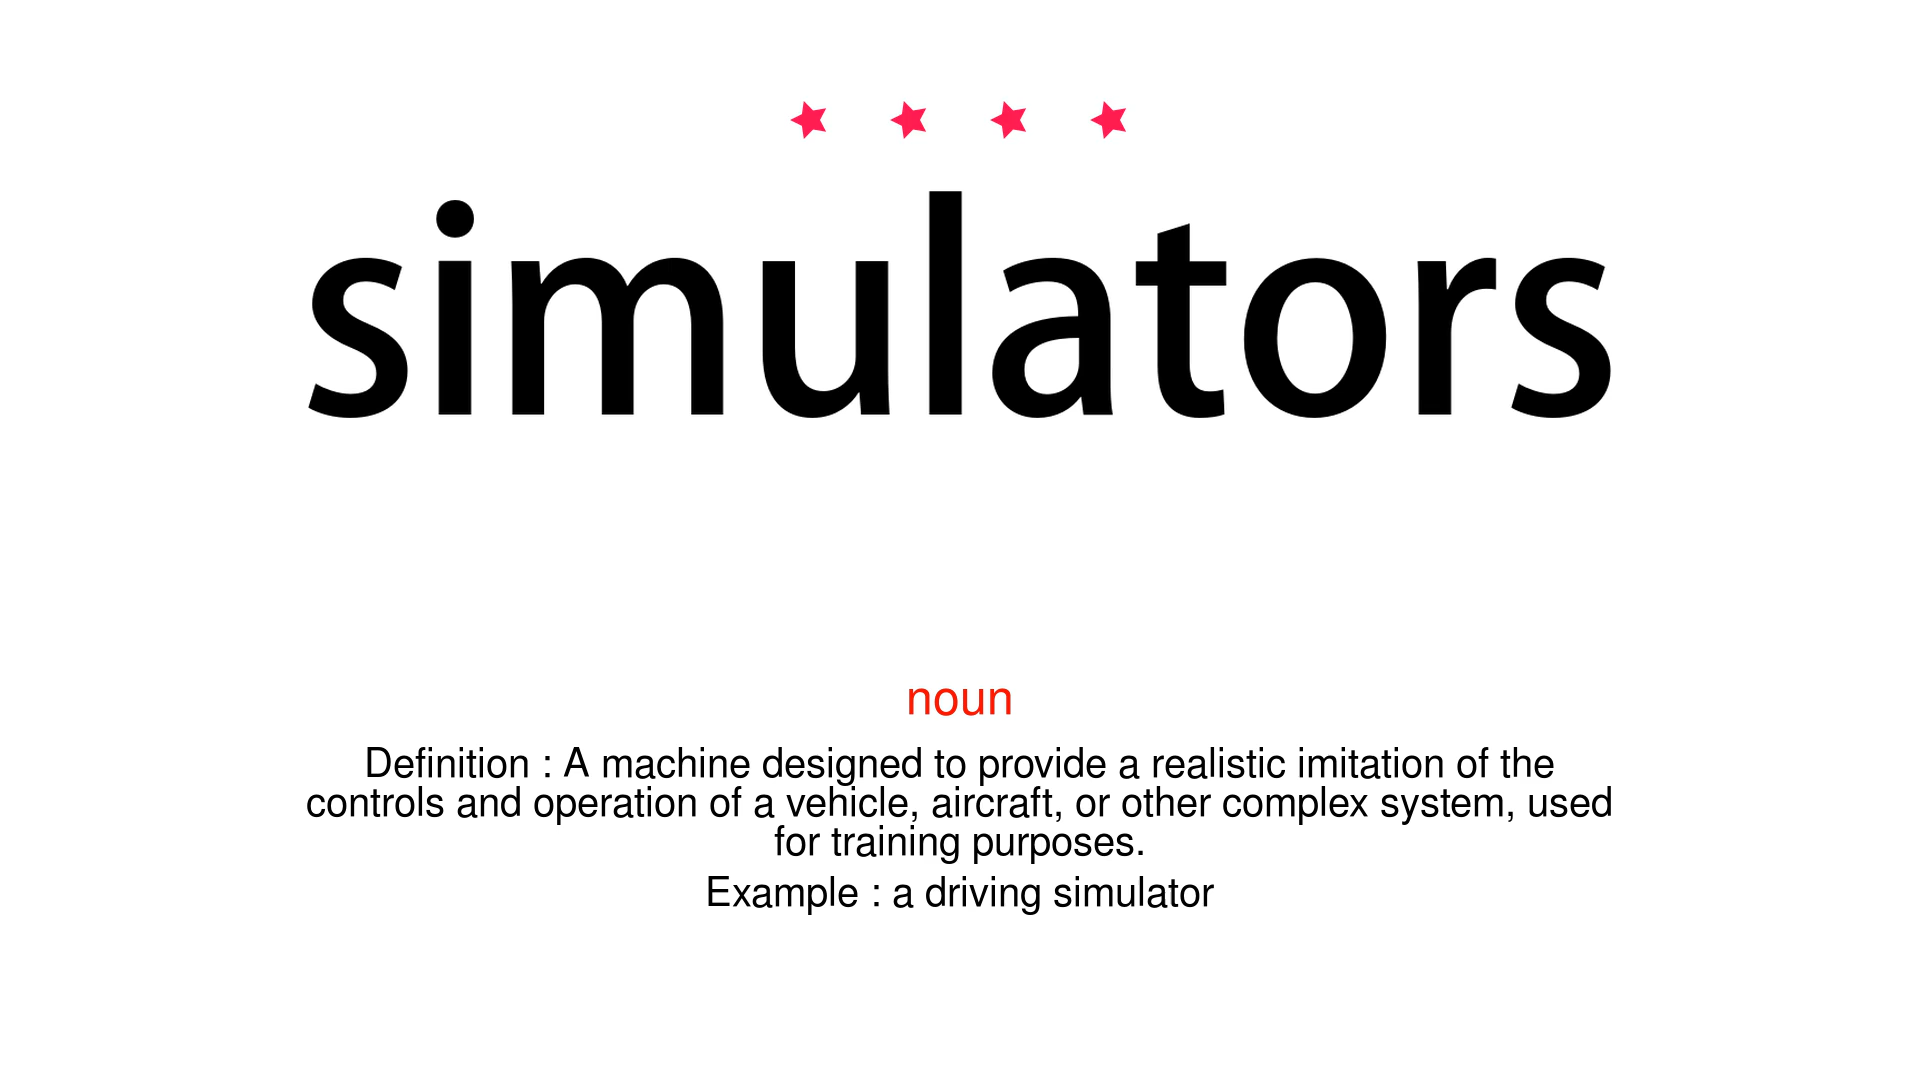 simulators
noun
Definition : A machine designed to provide a realistic imitation of the
controls and operation of a vehicle, aircraft, or other complex system, used
for training purposes.
Example : a driving simulator